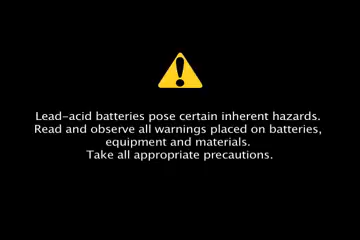 Lead-acid batteries pose certain inherent hazards.
Read and observe all warnings placed on batteries,
equipment and materials.
Take all appropriate precautions.